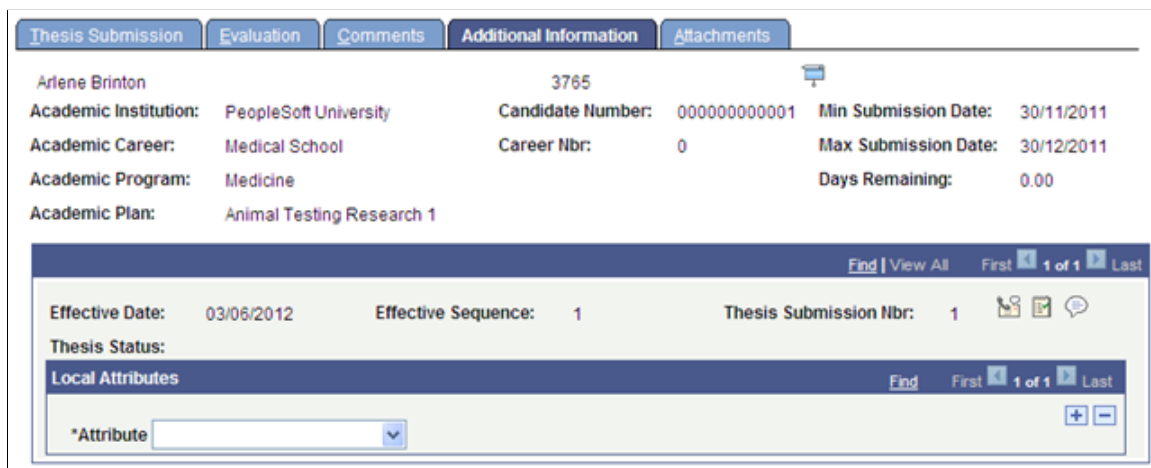 Thesis Submission Evaluation Comments Additional Information Attachments
Arlene Brinton 3765
Academic Institution: PeopleSoft University Candidate Number: 000000000001 Min Submission Date: 30/11/2011
Academic Career: Medical School Career Nbr: 0 Max Submission Date: 30/12/2011
Academic Program: Medicine Days Remaining: 0.00
Academic Plan: Animal Testing Research 1
Find | View All First 1 of 1 Last
Effective Date: 03/06/2012 Effective Sequence: 1 Thesis Submission Nbr: 1
Thesis Status:
Local Attributes Find First 1 of 1 Last
*Attribute